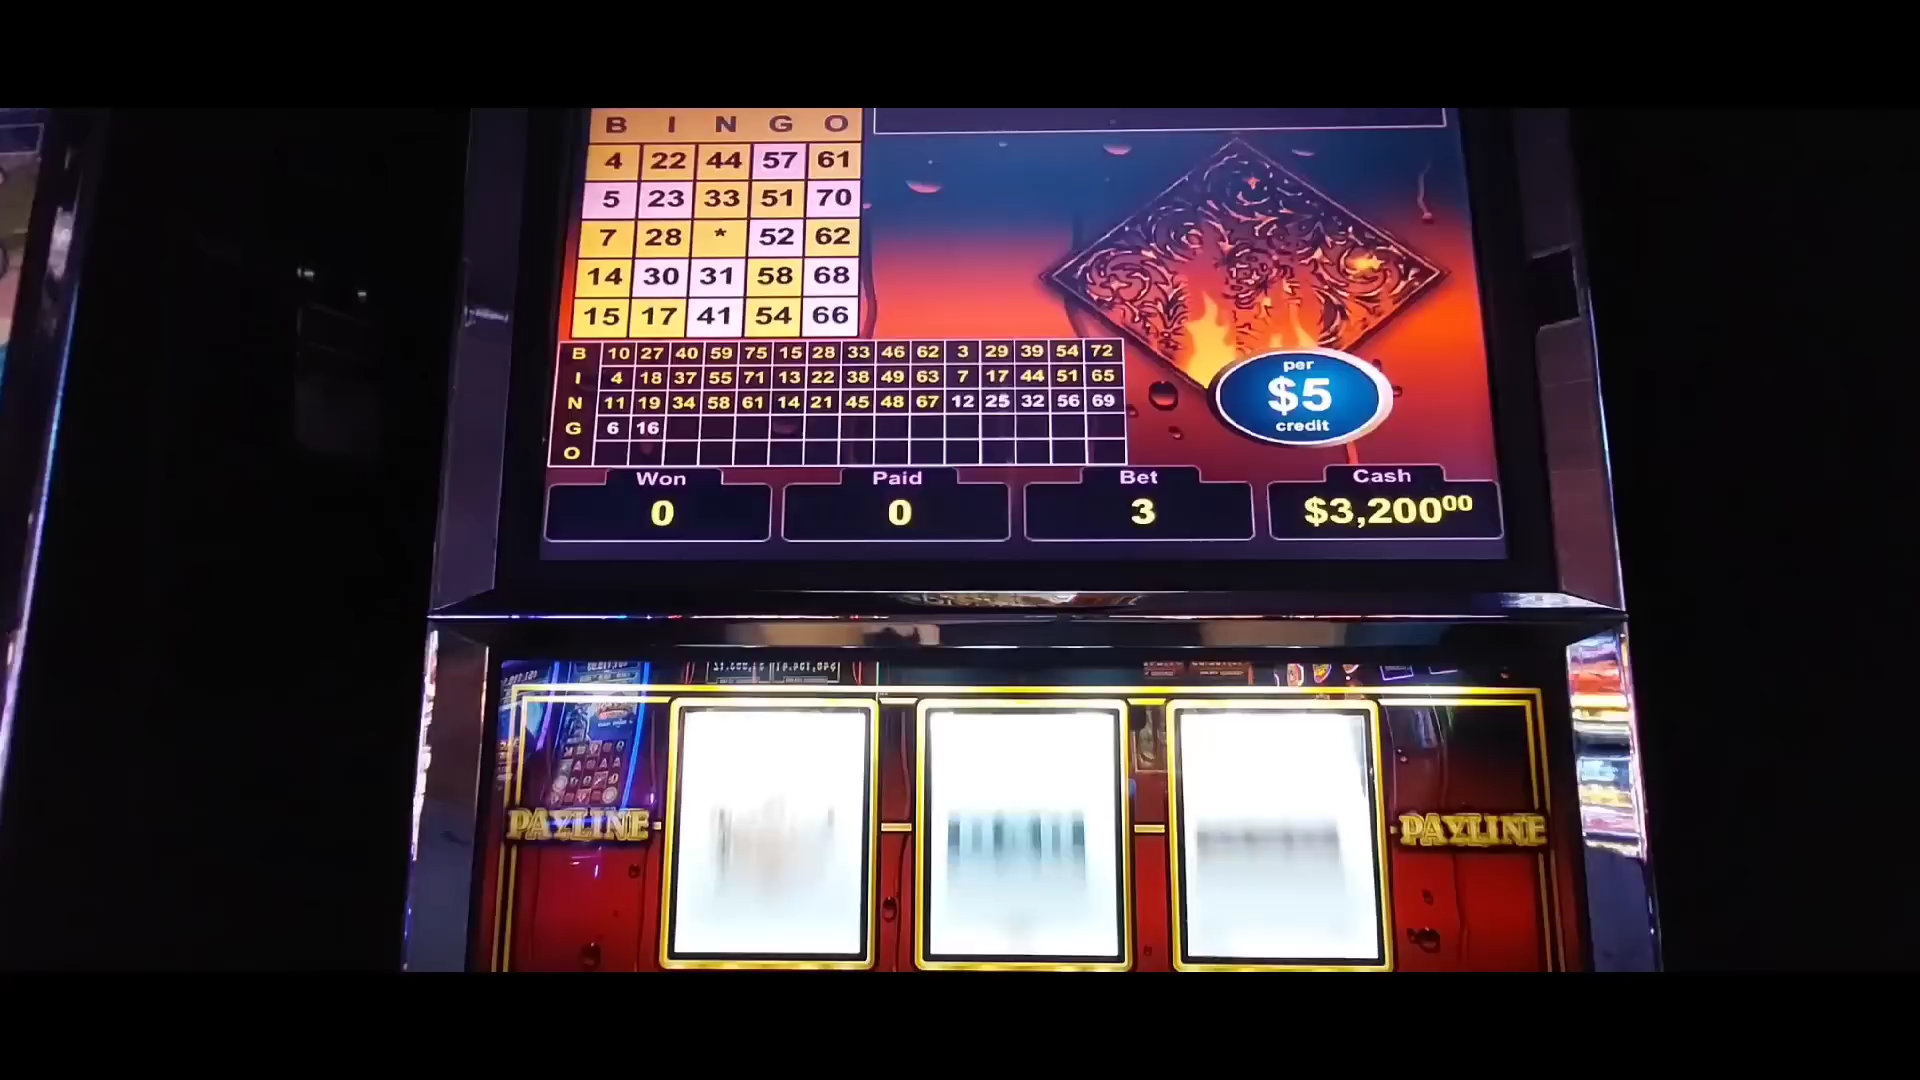 B I N G O
4 22 44 57 61
5 23 33 51 70
7 28 * 52 62
14 30 31 58 68
15 17 41 54 66
B 10 27 40 59 75 15 28 33 46 62 3 29 39 54 72
I 4 18 37 55 71 13 22 38 49 63 7 17 44 51 65
N 11 19 34 58 61 14 21 45 48 67 12 25 32 56 69
G 6 16
O
per
$5
credit
Won Paid Bet Cash
0 0 3 $3,20000
PAYLINE PAYLINE